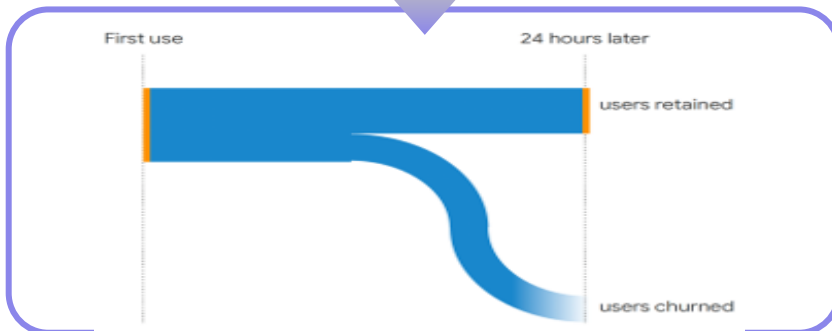 First use
24 hours later
users retained
users churned